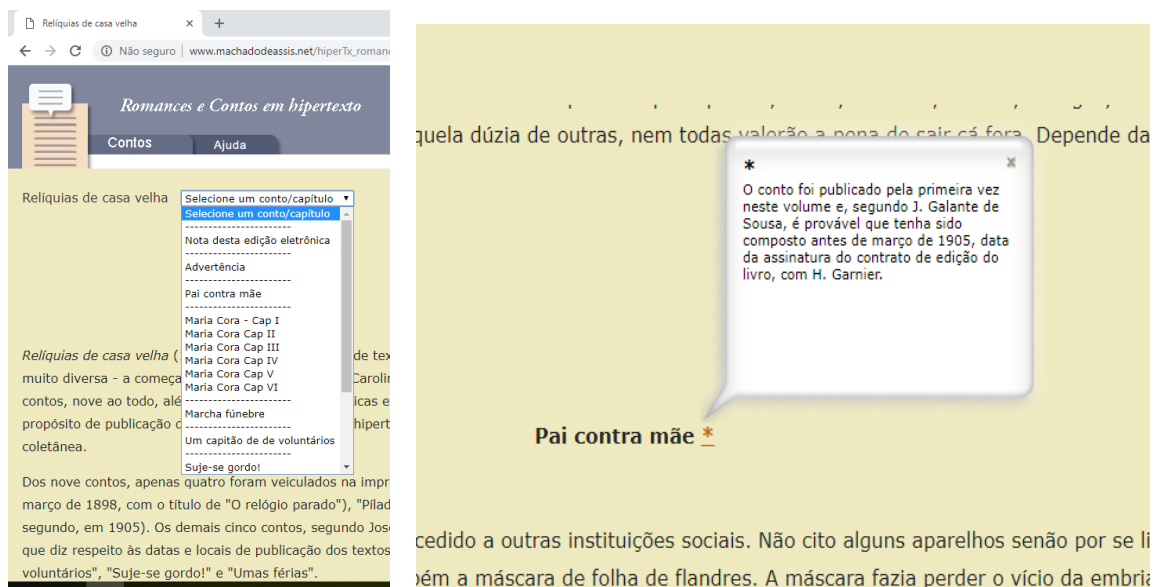 Relíquias de casa velha
Não seguro | www.machadodeassis.net/hiperTx_romanc
Romances e Contos em hipertexto
Contos
Ajuda
Relíquias de casa velha
Selecione um conto/capítulo
Selecione um conto/capítulo
------------------------
Nota desta edição eletrônica
------------------------
Advertência
------------------------
Pai contra mãe
------------------------
Maria Cora - Cap I
Maria Cora Cap II
Maria Cora Cap III
Maria Cora Cap IV
Maria Cora Cap V
Maria Cora Cap VI
------------------------
Marcha fúnebre
------------------------
Um capitão de de voluntários
------------------------
Suje-se gordo!
Relíquias de casa velha ( de tex
muito diversa - a começa Carolin
contos, nove ao todo, alé icas e
propósito de publicação hipert
coletânea.
Dos nove contos, apenas quatro foram veiculados na impr
março de 1898, com o título de "O relógio parado"), "Pílad
segundo, em 1905). Os demais cinco contos, segundo José
que diz respeito às datas e locais de publicação dos textos
voluntários", "Suje-se gordo!" e "Umas férias".
quela dúzia de outras, nem todas valerão a pena de sair cá fora. Depende da
*
x
O conto foi publicado pela primeira vez
neste volume e, segundo J. Galante de
Sousa, é provável que tenha sido
composto antes de março de 1905, data
da assinatura do contrato de edição do
livro, com H. Garnier.
Pai contra mãe *
cedido a outras instituições sociais. Não cito alguns aparelhos senão por se li
bém a máscara de folha de flandres. A máscara fazia perder o vício da embria